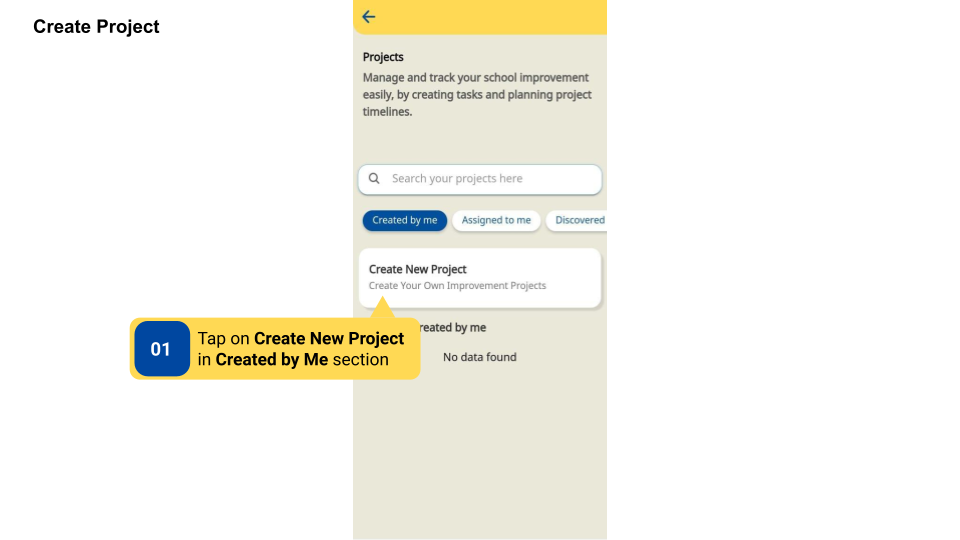 Create Project
Projects
Manage and track your school improvement
easily, by creating tasks and planning project
timelines.
Search your projects here
Created by me Assigned to me Discovered
Create New Project
Create Your Own Improvement Projects
reated by me
No data found
01
Tap on Create New Project
in Created by Me section